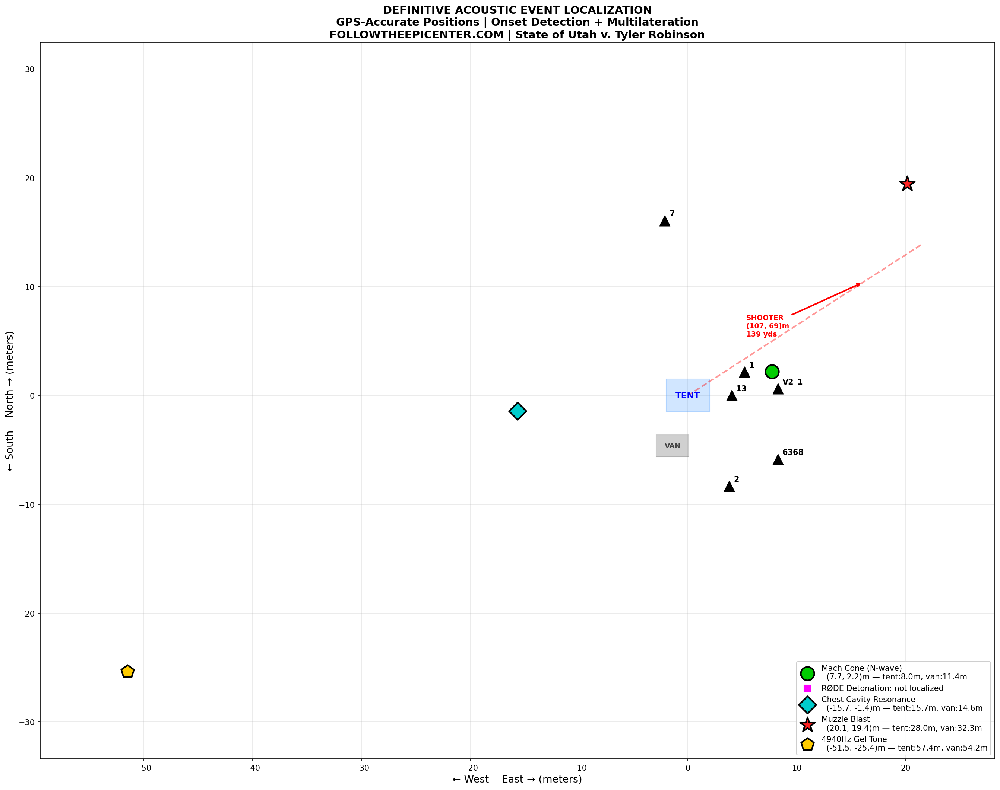 DEFINITIVE ACOUSTIC EVENT LOCALIZATION
GPS-Accurate Positions | Onset Detection + Multilateration
FOLLOWTHEEPICENTER.COM | State of Utah v. Tyler Robinson
30
20
10
0
−10
−20
−30
← South    North → (meters)
7
SHOOTER
(107, 69)m
139 yds
1
V2_1
13
TENT
VAN
6368
2
Mach Cone (N-wave)
(7.7, 2.2)m — tent:8.0m, van:11.4m
RØDE Detonation: not localized
Chest Cavity Resonance
(-15.7, -1.4)m — tent:15.7m, van:14.6m
Muzzle Blast
(20.1, 19.4)m — tent:28.0m, van:32.3m
4940Hz Gel Tone
(-51.5, -25.4)m — tent:57.4m, van:54.2m
−50
−40
−30
−20
−10
0
10
20
← West    East → (meters)